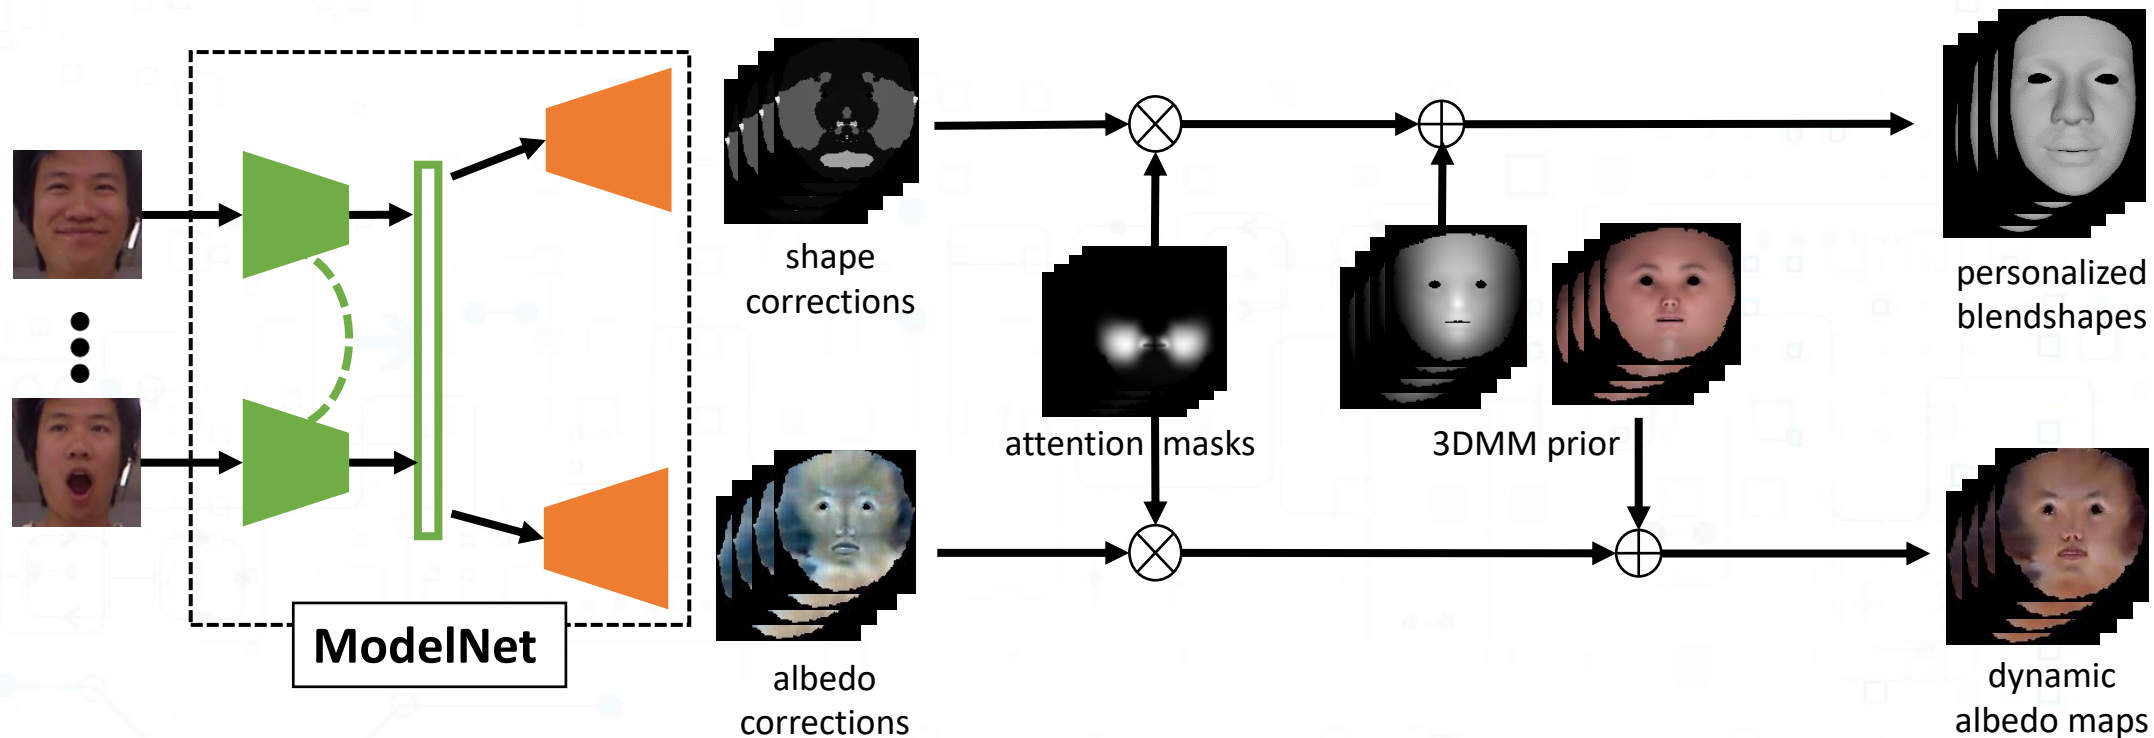 shape
corrections
attention masks
3DMM prior
personalized
blendshapes
ModelNet
albedo
corrections
dynamic
albedo maps